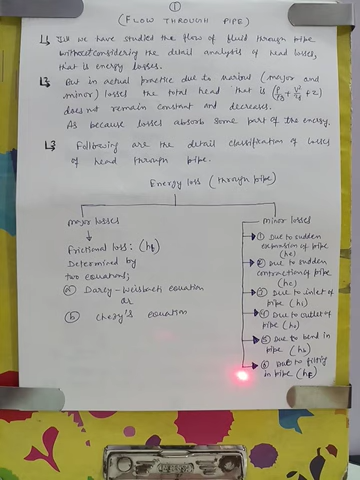 ①
(FLOW THROUGH PIPE)
Till we have studied the flow of fluid through pipe
without considering the detail analysis of head losses,
that is energy losses.
But in actual practice due to various (major and
minor) losses the total head that is (P/ρg + v²/2g + z)
does not remain constant and decreases.
As because losses absorb some part of the energy.
Following are the detail classification of losses
of head through pipe.
Energy loss (through pipe)
major losses
Frictional loss: (hf)
Determined by
two equations;
ⓐ Darcy-Weisbach equation
or
ⓑ Chezy's equation
minor losses
① Due to sudden
expansion of pipe
(he)
② Due to sudden
contraction of pipe
(hc)
③ Due to inlet of
pipe (hi)
④ Due to outlet of
pipe (ho)
⑤ Due to bend in
pipe (hb)
⑥ Due to fitting
in pipe (hf)